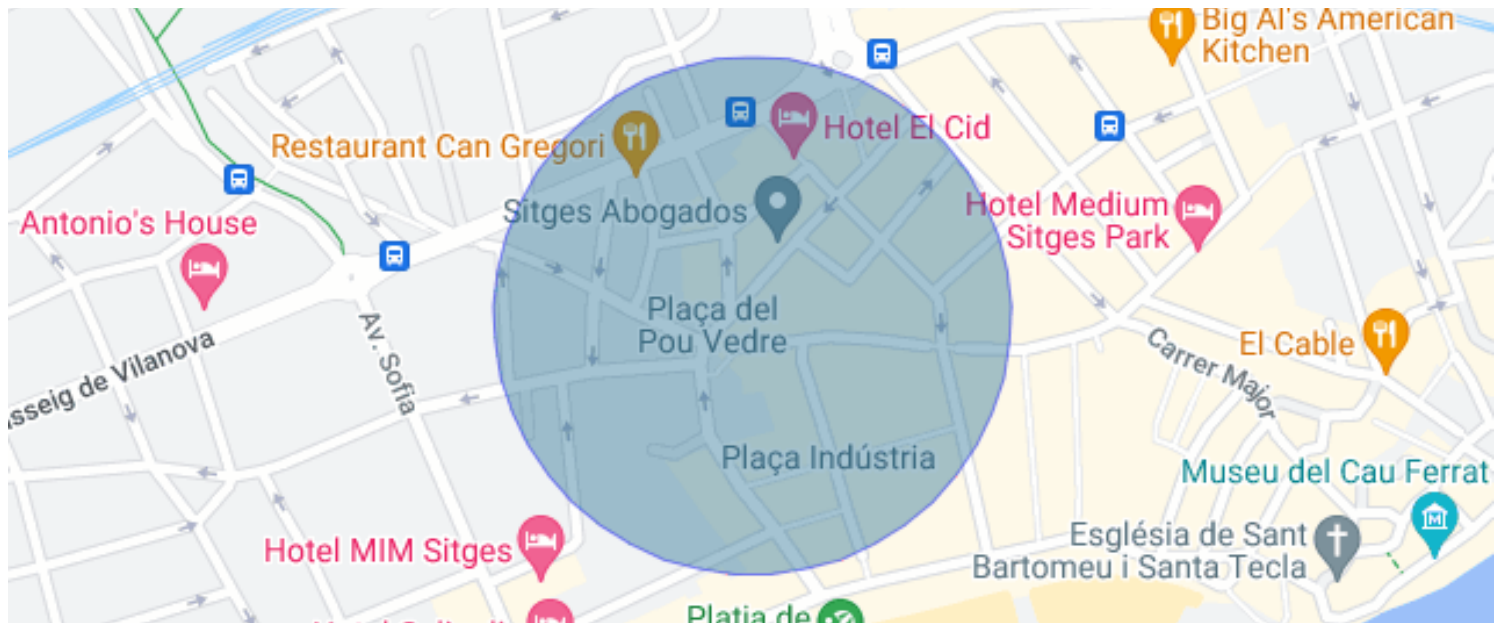 Big Al's American
Kitchen
Restaurant Can Gregori
Hotel El Cid
Antonio's House
Sitges Abogados
Hotel Medium
Sitges Park
Plaça del
Pou Vedre
Av. Sofia
asseig de Vilanova
Carrer Major
El Cable
Plaça Indústria
Museu del Cau Ferrat
Hotel MIM Sitges
Església de Sant
Bartomeu i Santa Tecla
Platja de